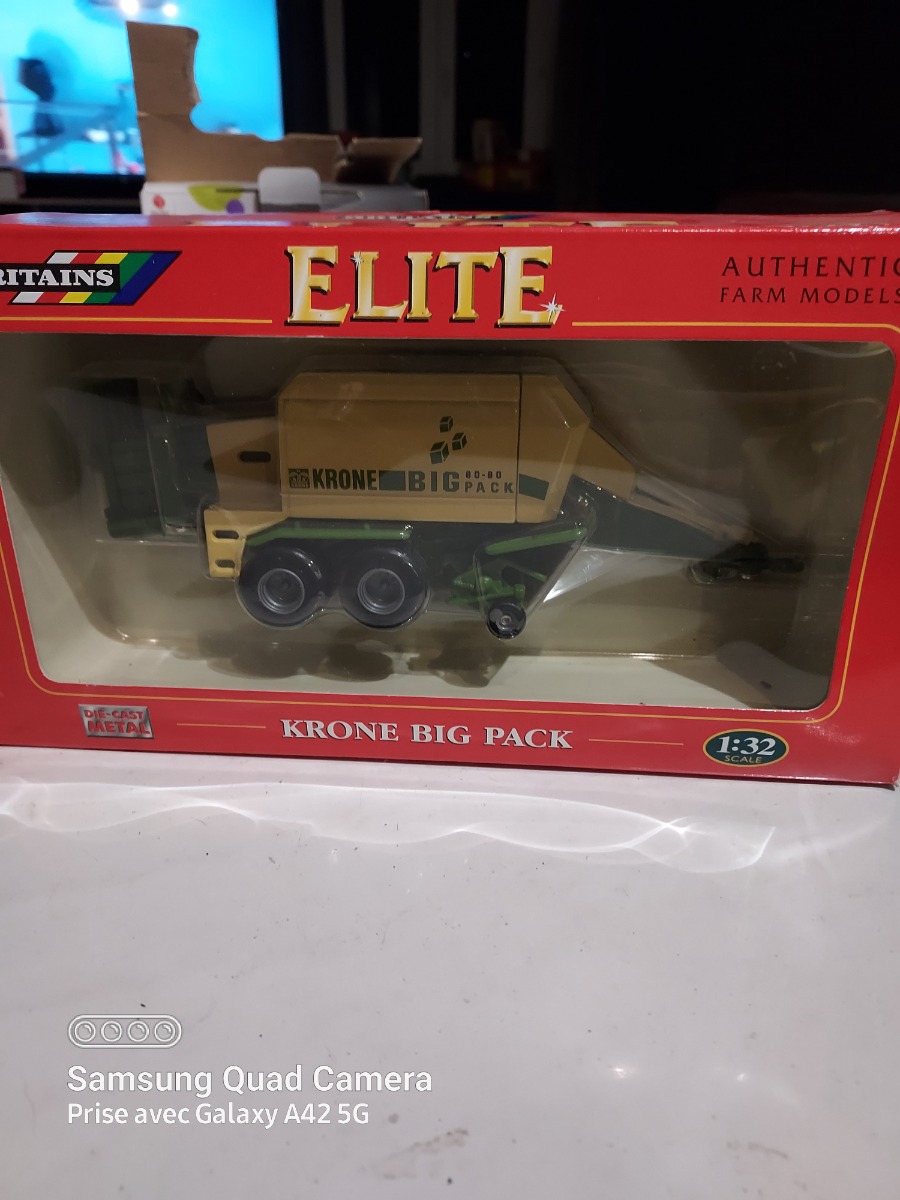 RITAINS
ELITE
AUTHENTIC
FARM MODELS
KRONE BIG 80-80
PACK
DIE-CAST
METAL
KRONE BIG PACK
1:32
SCALE
Samsung Quad Camera
Prise avec Galaxy A42 5G